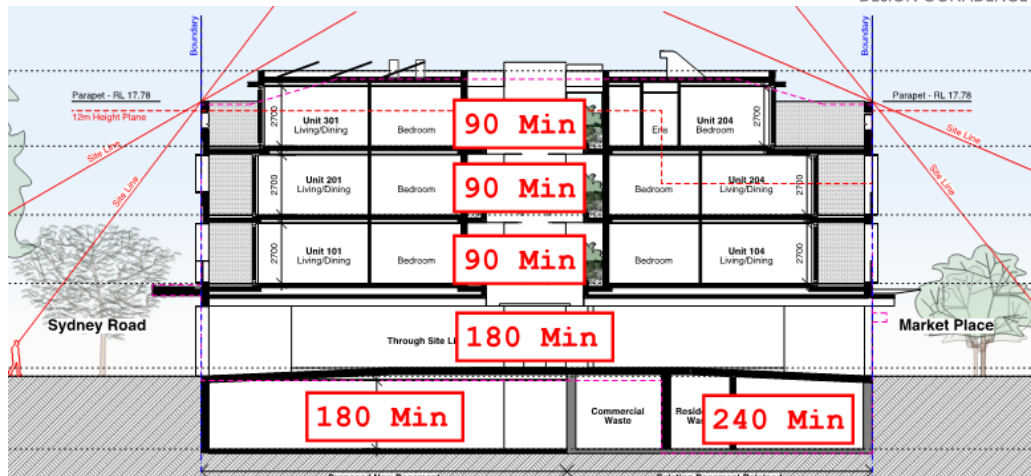 DESIGN CONFIDENCE
Boundary
Boundary
Parapet - RL 17.78
12m Height Plane
Parapet - RL 17.78
Site Line
Site Line
Site Line
Site Line
2700
Unit 301
Living/Dining
Bedroom
90 Min
Ens
Unit 204
Bedroom
2700
2700
Unit 201
Living/Dining
Bedroom
90 Min
Bedroom
Unit 204
Living/Dining
2700
2700
Unit 101
Living/Dining
Bedroom
90 Min
Bedroom
Unit 104
Living/Dining
2700
Sydney Road
Through Site
180 Min
Market Place
180 Min
Commercial
Waste
240 Min